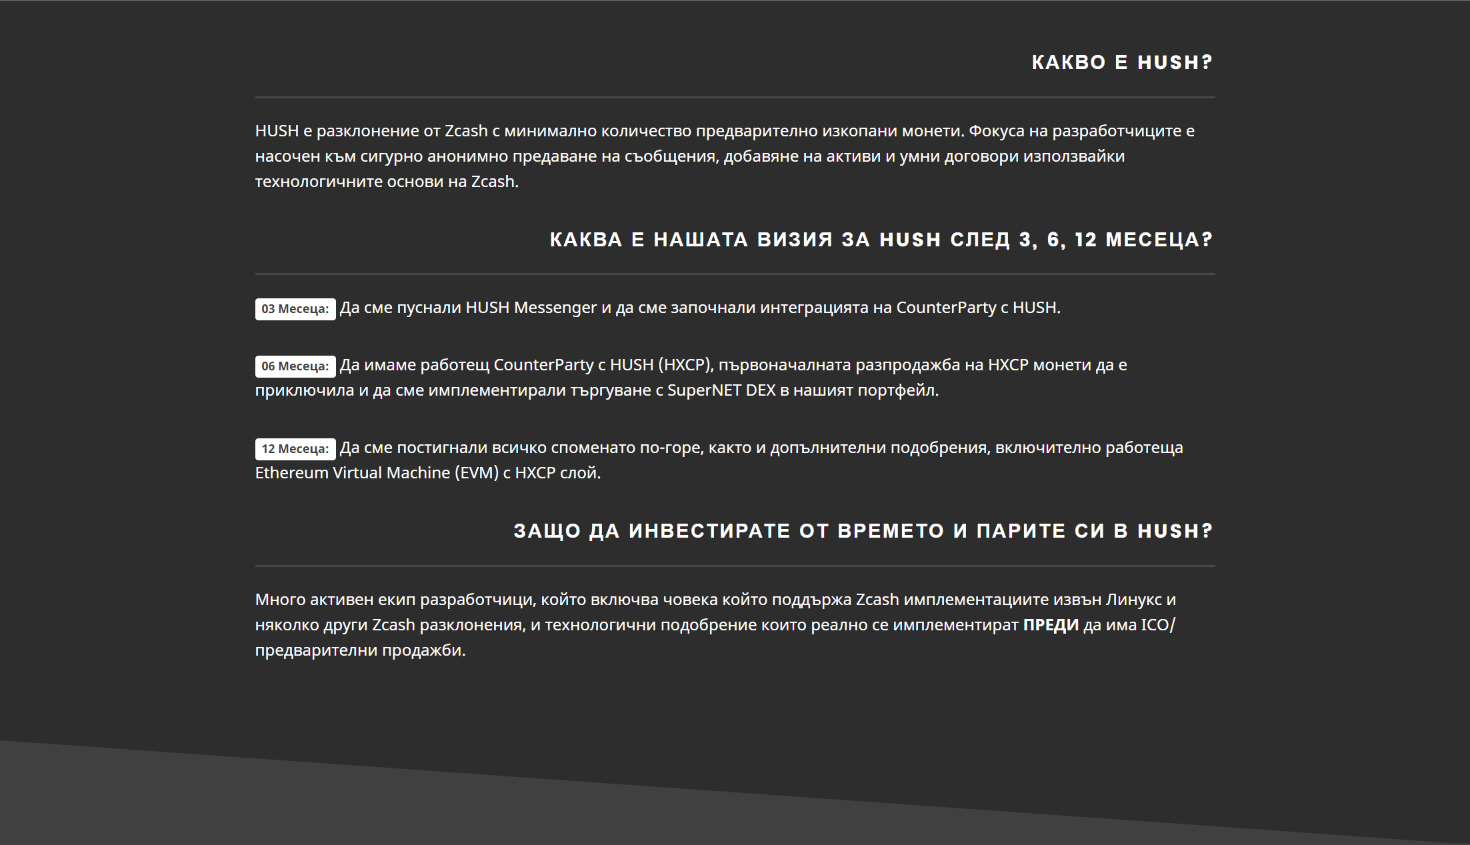 КАКВО Е HUSH?
HUSH е разклонение от Zcash с минимално количество предварително изкопани монети. Фокуса на разработчиците е
насочен към сигурно анонимно предаване на съобщения, добавяне на активи и умни договори използвайки
технологичните основи на Zcash.
КАКВА Е НАШАТА ВИЗИЯ ЗА HUSH СЛЕД 3, 6, 12 МЕСЕЦА?
03 Месеца: Да сме пуснали HUSH Messenger и да сме започнали интеграцията на CounterParty с HUSH.
06 Месеца: Да имаме работещ CounterParty с HUSH (HXCP), първоначалната разпродажба на HXCP монети да е
приключила и да сме имплементирали търгуване с SuperNET DEX в нашият портфейл.
12 Месеца: Да сме постигнали всичко споменато по-горе, както и допълнителни подобрения, включително работеща
Ethereum Virtual Machine (EVM) с HXCP слой.
ЗАЩО ДА ИНВЕСТИРАТЕ ОТ ВРЕМЕТО И ПАРИТЕ СИ В HUSH?
Много активен екип разработчици, който включва човека който поддържа Zcash имплементациите извън Линукс и
няколко други Zcash разклонения, и технологични подобрение които реално се имплементират ПРЕДИ да има ICO/
предварителни продажби.